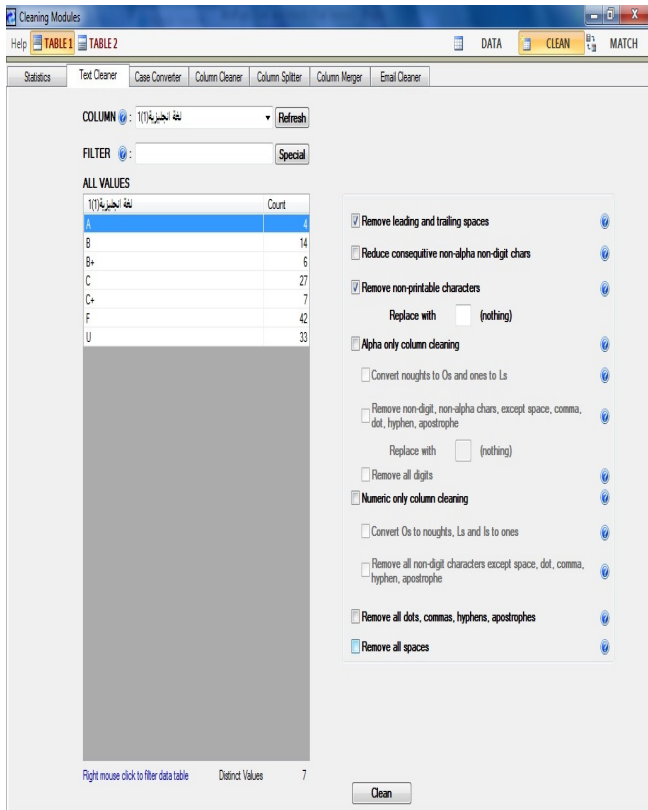 Cleaning Modules
Help TABLE 1 TABLE 2 DATA CLEAN MATCH
Statistics Text Cleaner Case Converter Column Cleaner Column Splitter Column Merger Email Cleaner
COLUMN : لغة انجليزية(1)1 Refresh
FILTER : Special
ALL VALUES
لغة انجليزية(1)1 Count
A 4
B 14
B+ 6
C 27
C+ 7
F 42
U 33
Right mouse click to filter data table Distinct Values 7
Remove leading and trailing spaces
Reduce consequitive non-alpha non-digit chars
Remove non-printable characters
Replace with (nothing)
Alpha only column cleaning
Convert noughts to Os and ones to Ls
Remove non-digit, non-alpha chars, except space, comma,
dot, hyphen, apostrophe
Replace with (nothing)
Remove all digits
Numeric only column cleaning
Convert Os to noughts, Ls and Is to ones
Remove all non-digit characters except space, dot, comma,
hyphen, apostrophe
Remove all dots, commas, hyphens, apostrophes
Remove all spaces
Clean